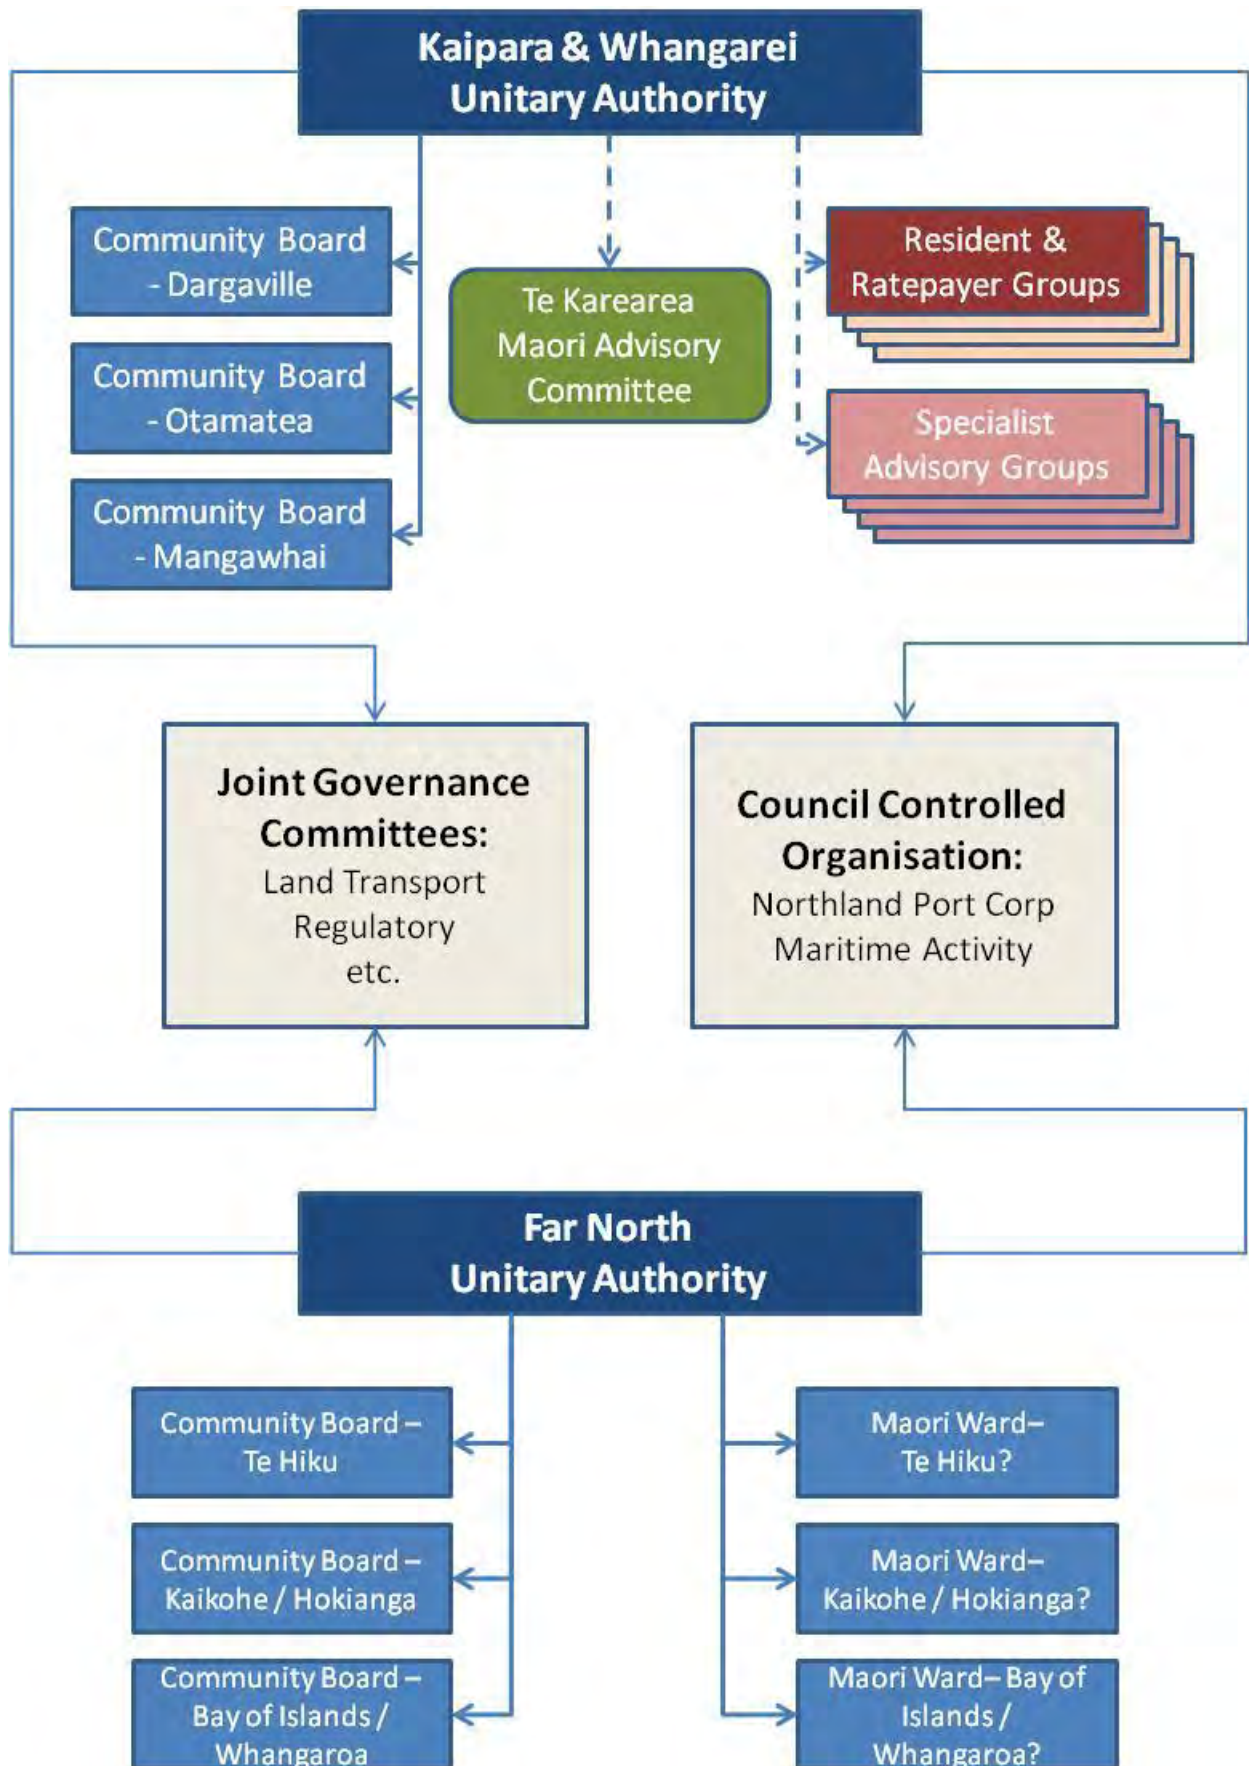 Kaipara & Whangarei
Unitary Authority
Community Board
- Dargaville
Community Board
- Otamatea
Community Board
- Mangawhai
Te Karearea
Maori Advisory
Committee
Resident &
Ratepayer Groups
Specialist
Advisory Groups
Joint Governance
Committees:
Land Transport
Regulatory
etc.
Council Controlled
Organisation:
Northland Port Corp
Maritime Activity
Far North
Unitary Authority
Community Board –
Te Hiku
Community Board –
Kaikohe / Hokianga
Community Board –
Bay of Islands /
Whangaroa
Maori Ward–
Te Hiku?
Maori Ward–
Kaikohe / Hokianga?
Maori Ward– Bay of
Islands /
Whangaroa?